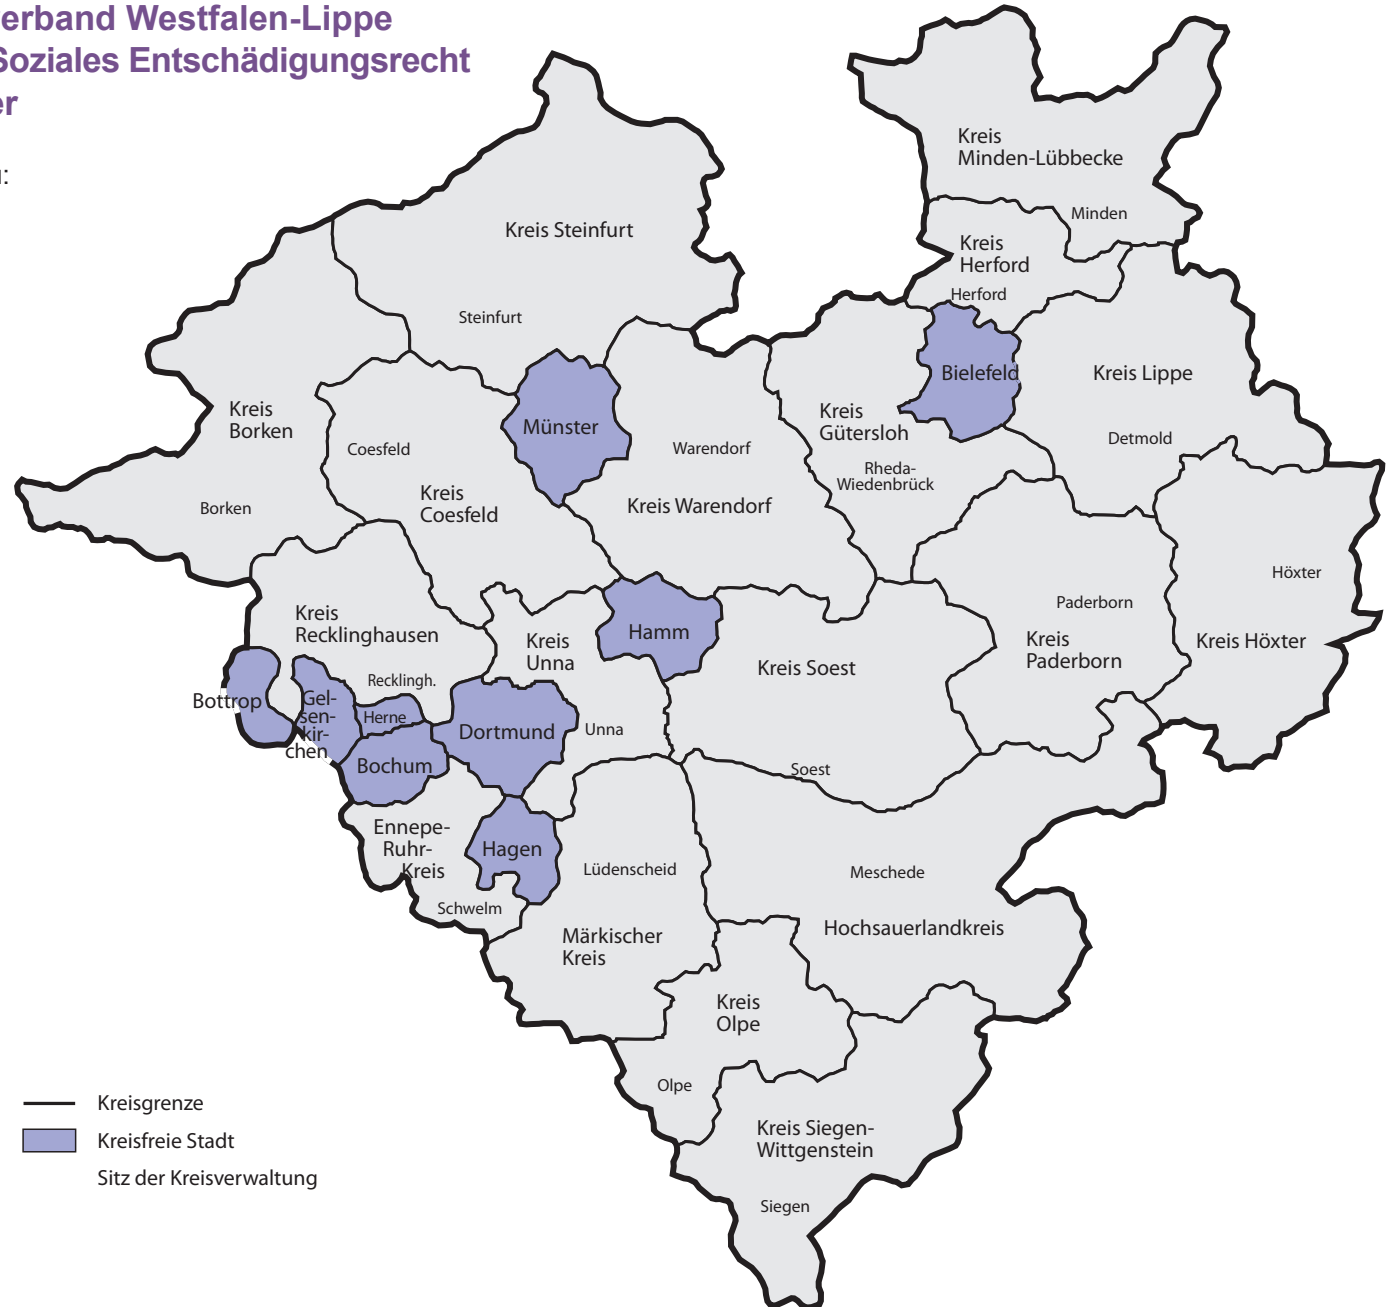 erband Westfalen-Lippe
Soziales Entschädigungsrecht
er
:
Kreis
Minden-Lübbecke
Minden
Kreis Steinfurt
Steinfurt
Kreis
Herford
Herford
Bielefeld
Kreis Lippe
Detmold
Kreis
Borken
Borken
Coesfeld
Kreis
Coesfeld
Münster
Warendorf
Kreis Warendorf
Kreis
Gütersloh
Rheda-
Wiedenbrück
Höxter
Kreis Höxter
Paderborn
Kreis
Paderborn
Kreis
Recklinghausen
Recklingh.
Kreis
Unna
Unna
Hamm
Kreis Soest
Soest
Bottrop
Gel-
sen-
kir-
chen
Herne
Bochum
Dortmund
Ennepe-
Ruhr-
Kreis
Schwelm
Hagen
Lüdenscheid
Märkischer
Kreis
Meschede
Hochsauerlandkreis
Kreis
Olpe
Olpe
Kreis Siegen-
Wittgenstein
Siegen
Kreisgrenze
Kreisfreie Stadt
Sitz der Kreisverwaltung